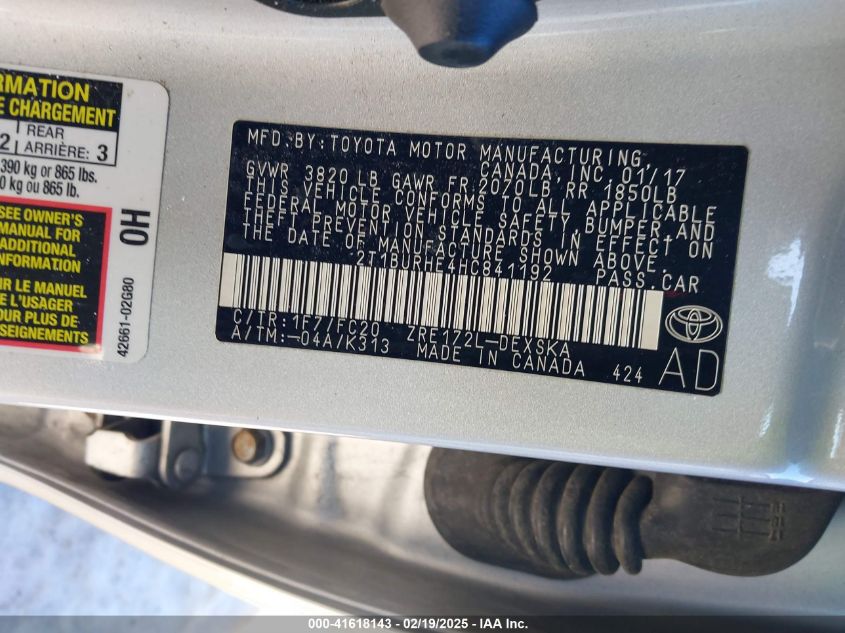 RMATION
E CHARGEMENT
2 REAR
ARRIÈRE: 3
390 kg or 865 lbs.
0 kg ou 865 lb.
SEE OWNER'S
MANUAL FOR
ADDITIONAL
INFORMATION
IR LE MANUEL
E L'USAGER
POUR PLUS DE
SEIGNEMENTS
OH
42661-02G80
MFD.BY:TOYOTA MOTOR MANUFACTURING,
CANADA,INC.01/17
GVWR 3820 LB GAWR FR.2070LB,RR 1850LB
THIS VEHICLE CONFORMS TO ALL APPLICABLE
FEDERAL MOTOR VEHICLE SAFETY,BUMPER,AND
THEFT PREVENTION STANDARDS IN EFFECT ON
THE DATE OF MANUFACTURE SHOWN ABOVE.
2T1BURHE4HC841192 PASS.CAR
C/TR:1F7/FC20 ZRE172L-DEXSKA
A/TM:-04A/K313 MADE IN CANADA 424
AD
000-41618143 - 02/19/2025 - IAA Inc.